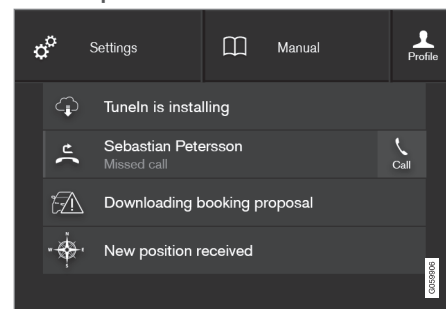 Settings
Manual
Profile
TuneIn is installing
Sebastian Petersson
Missed call
Call
Downloading booking proposal
N
W
E
S
New position received
G059906